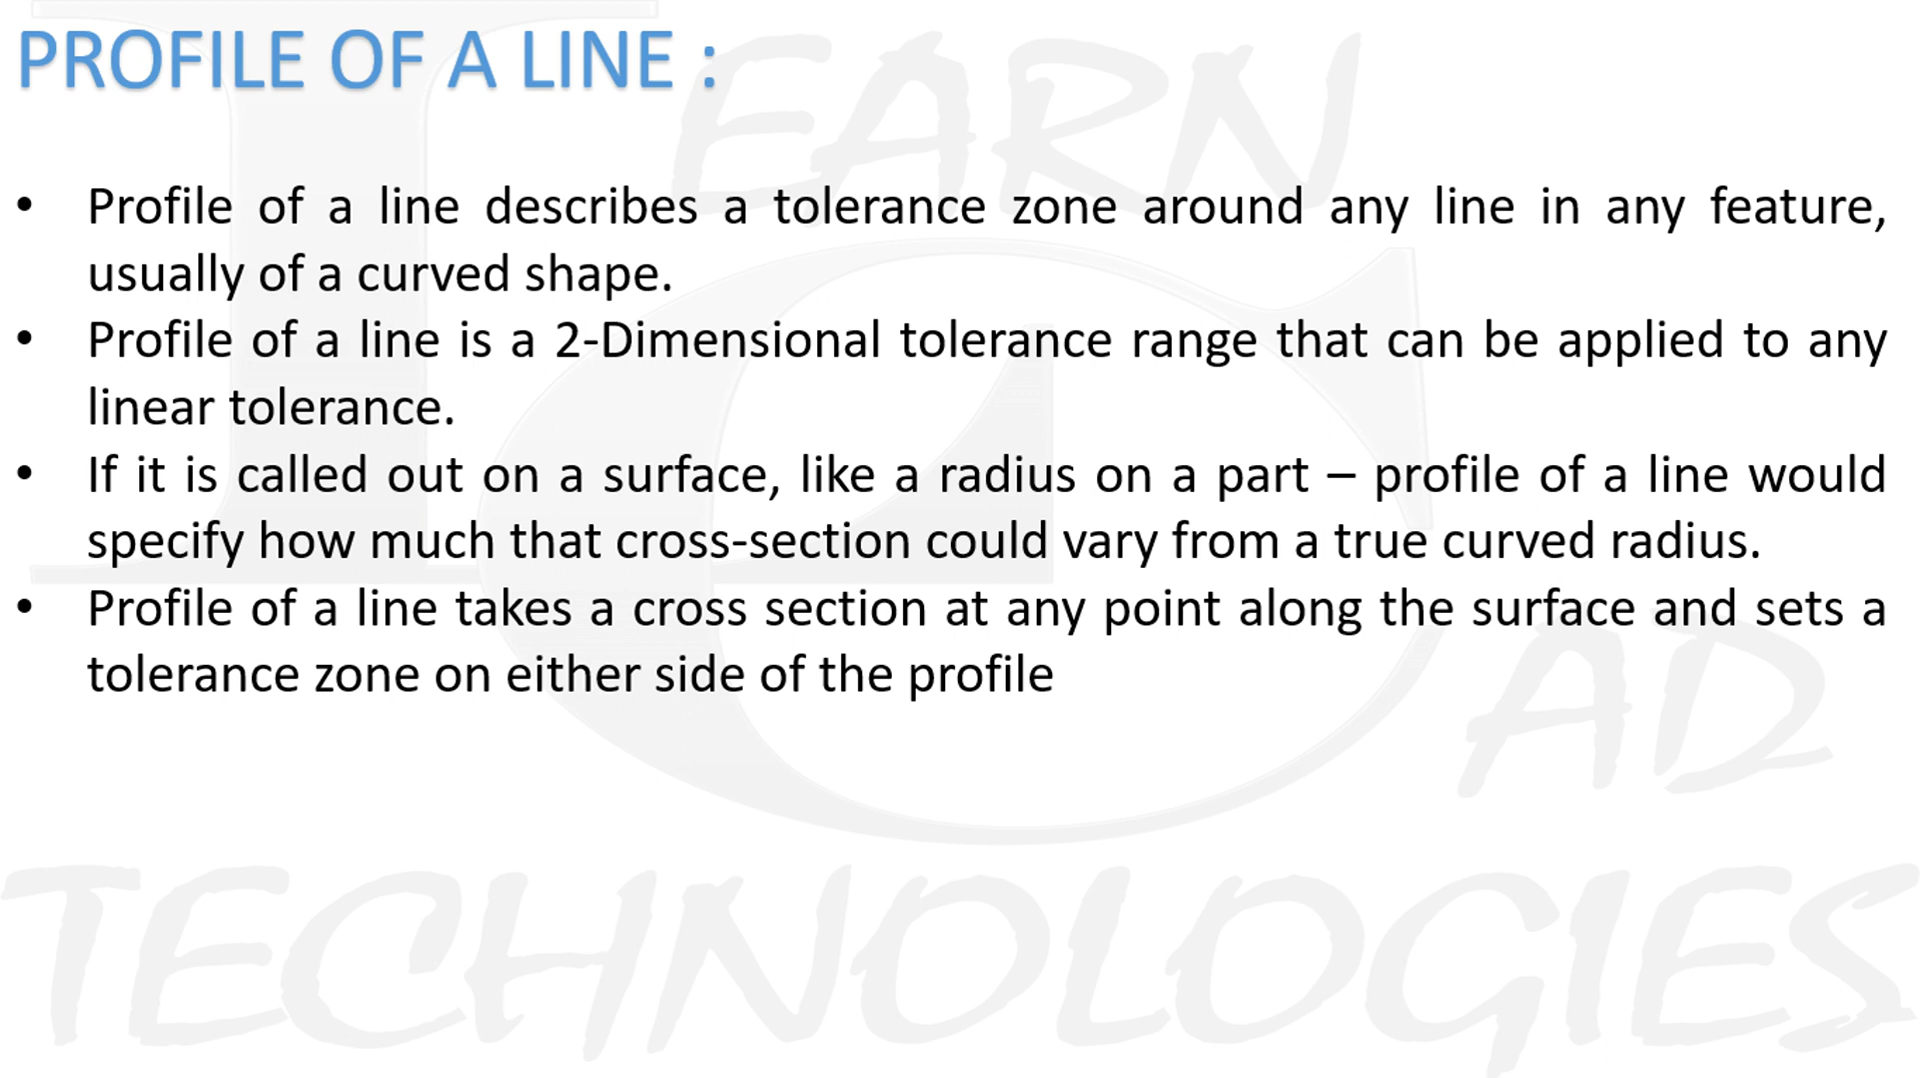 PROFILE OF A LINE :
• Profile of a line describes a tolerance zone around any line in any feature,
usually of a curved shape.
• Profile of a line is a 2-Dimensional tolerance range that can be applied to any
linear tolerance.
• If it is called out on a surface, like a radius on a part – profile of a line would
specify how much that cross-section could vary from a true curved radius.
• Profile of a line takes a cross section at any point along the surface and sets a
tolerance zone on either side of the profile
LEARN
CAD
TECHNOLOGIES